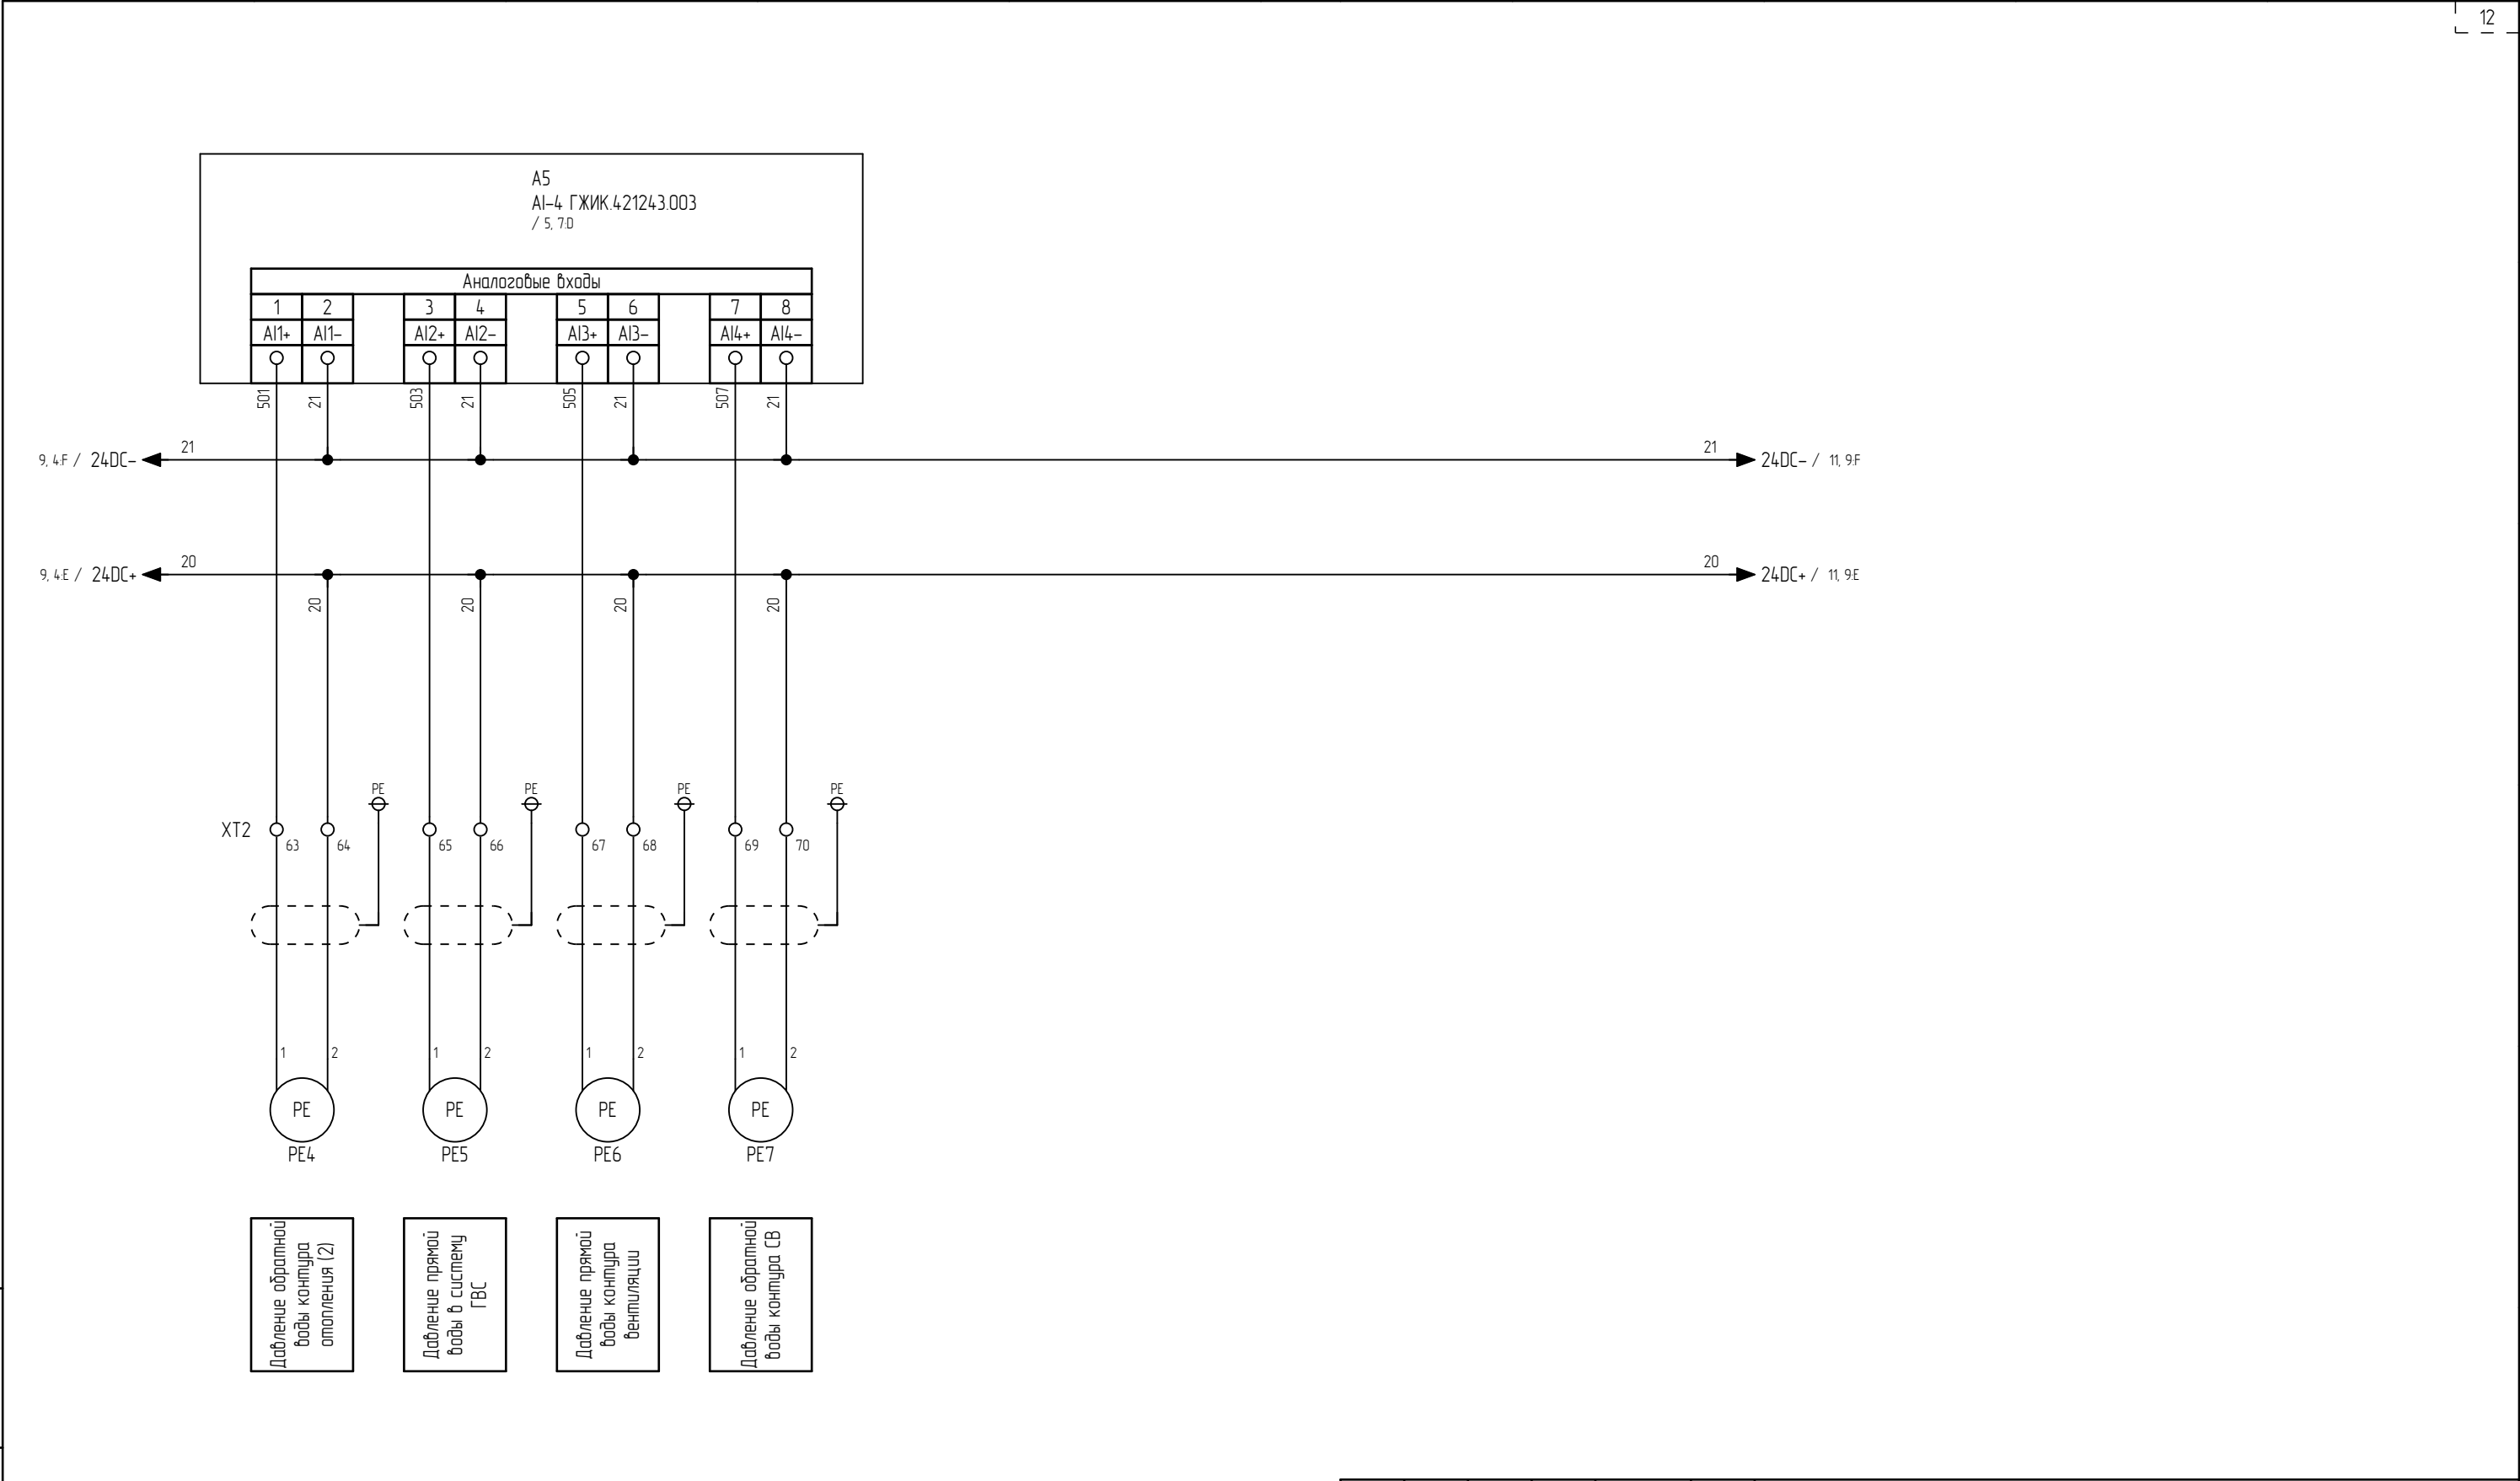 12
A5
AI-4 ГЖИК.421243.003
/ 5, 7:D
Аналоговые входы
1 2 3 4 5 6 7 8
AI1+ AI1- AI2+ AI2- AI3+ AI3- AI4+ AI4-
501 21 503 21 505 21 507 21
9, 4:F / 24DC- 21 21 24DC- / 11, 9:F
9, 4:E / 24DC+ 20 20 24DC+ / 11, 9:E
20 20 20 20
PE PE PE PE
XT2 63 64 65 66 67 68 69 70
1 2 1 2 1 2 1 2
PE PE PE PE
PE4 PE5 PE6 PE7
Давление обратной
воды контура
отопления (2)
Давление прямой
воды в систему
ГВС
Давление прямой
воды контура
вентиляции
Давление обратной
воды контура СВ